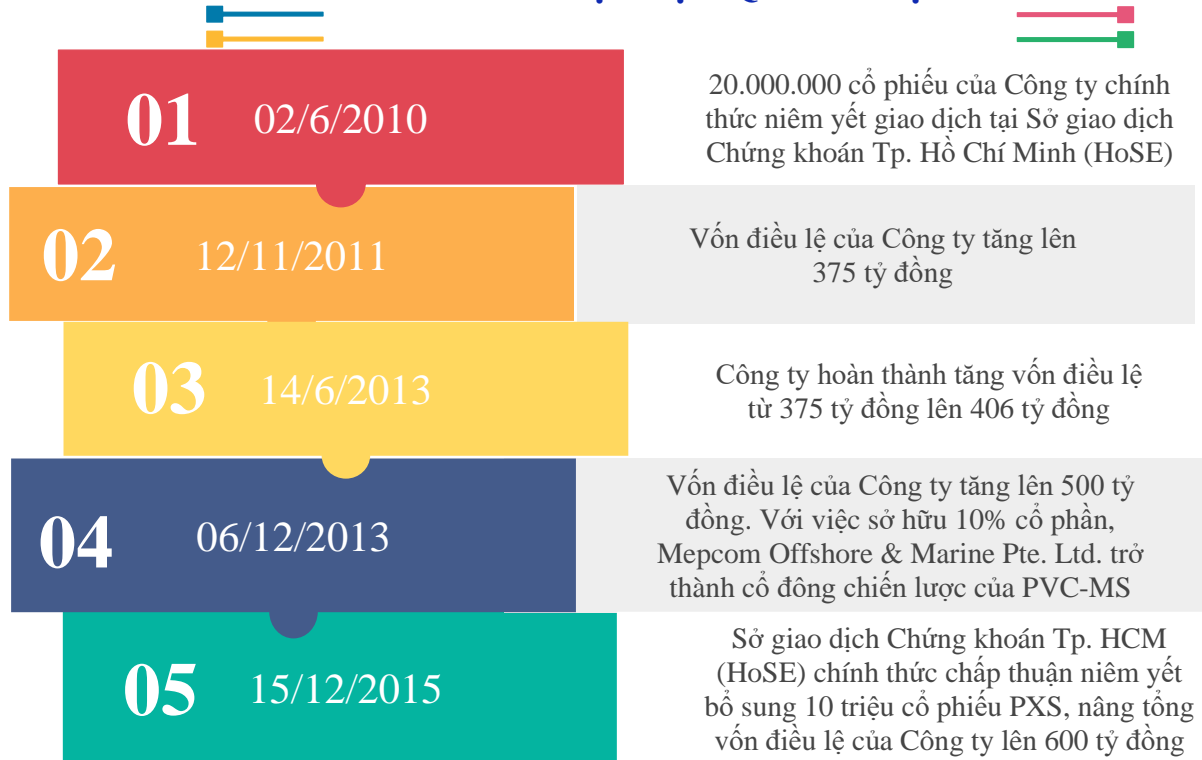 01
02/6/2010
20.000.000 cổ phiếu của Công ty chính
thức niêm yết giao dịch tại Sở giao dịch
Chứng khoán Tp. Hồ Chí Minh (HoSE)
02
12/11/2011
Vốn điều lệ của Công ty tăng lên
375 tỷ đồng
03
14/6/2013
Công ty hoàn thành tăng vốn điều lệ
từ 375 tỷ đồng lên 406 tỷ đồng
04
06/12/2013
Vốn điều lệ của Công ty tăng lên 500 tỷ
đồng. Với việc sở hữu 10% cổ phần,
Mepcom Offshore & Marine Pte. Ltd. trở
thành cổ đông chiến lược của PVC-MS
05
15/12/2015
Sở giao dịch Chứng khoán Tp. HCM
(HoSE) chính thức chấp thuận niêm yết
bổ sung 10 triệu cổ phiếu PXS, nâng tổng
vốn điều lệ của Công ty lên 600 tỷ đồng